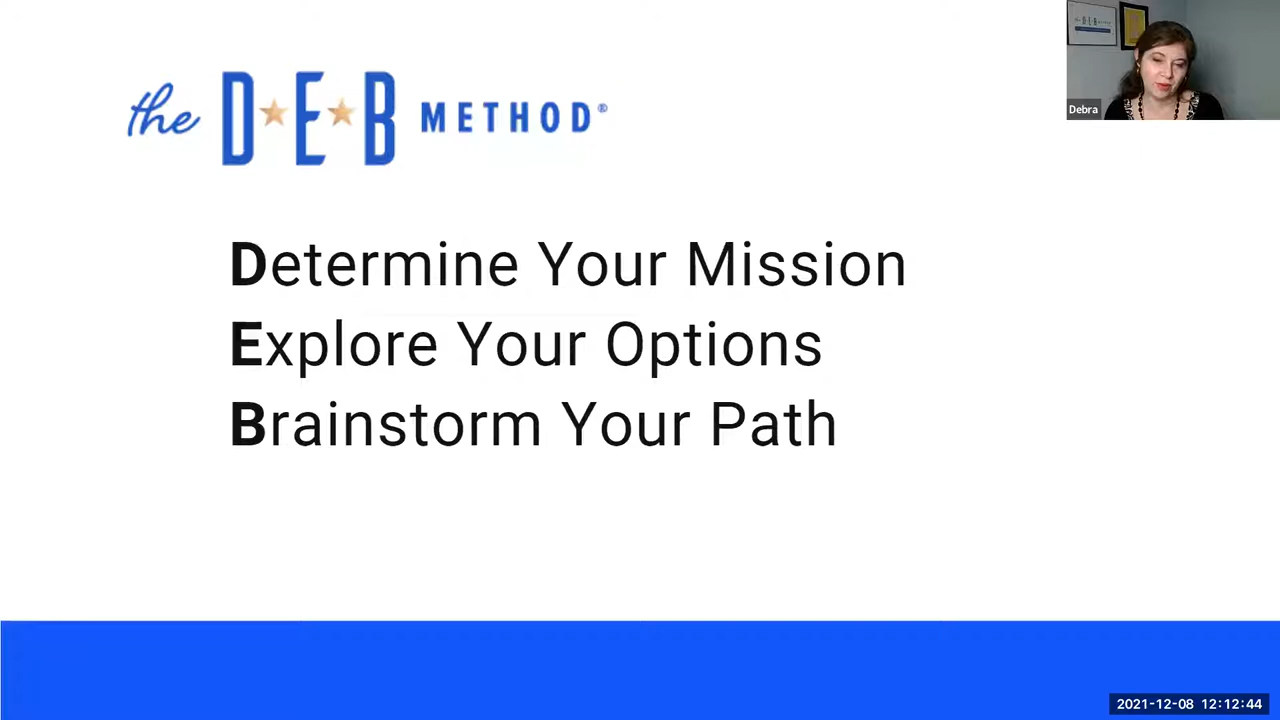 the D★E★B METHOD®
Debra
Determine Your Mission
Explore Your Options
Brainstorm Your Path
2021-12-08 12:12:44